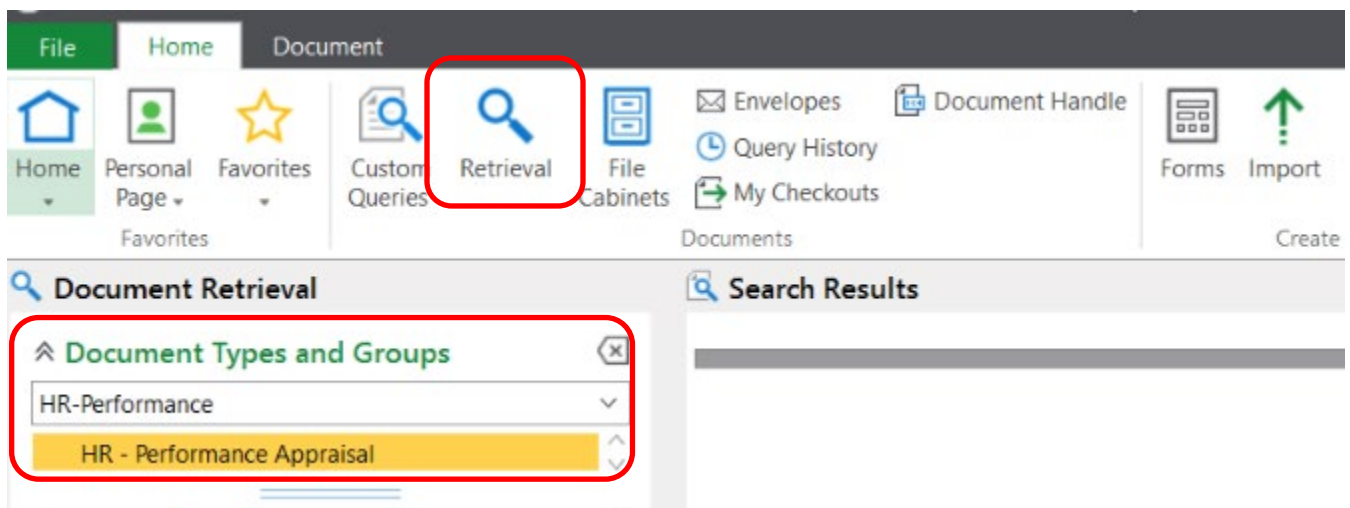 File Home Document
Envelopes Document Handle
Query History
My Checkouts
Home Personal Page Favorites Custom Queries Retrieval File Cabinets Forms Import
Favorites Documents Create
Document Retrieval Search Results
Document Types and Groups
HR-Performance
HR - Performance Appraisal